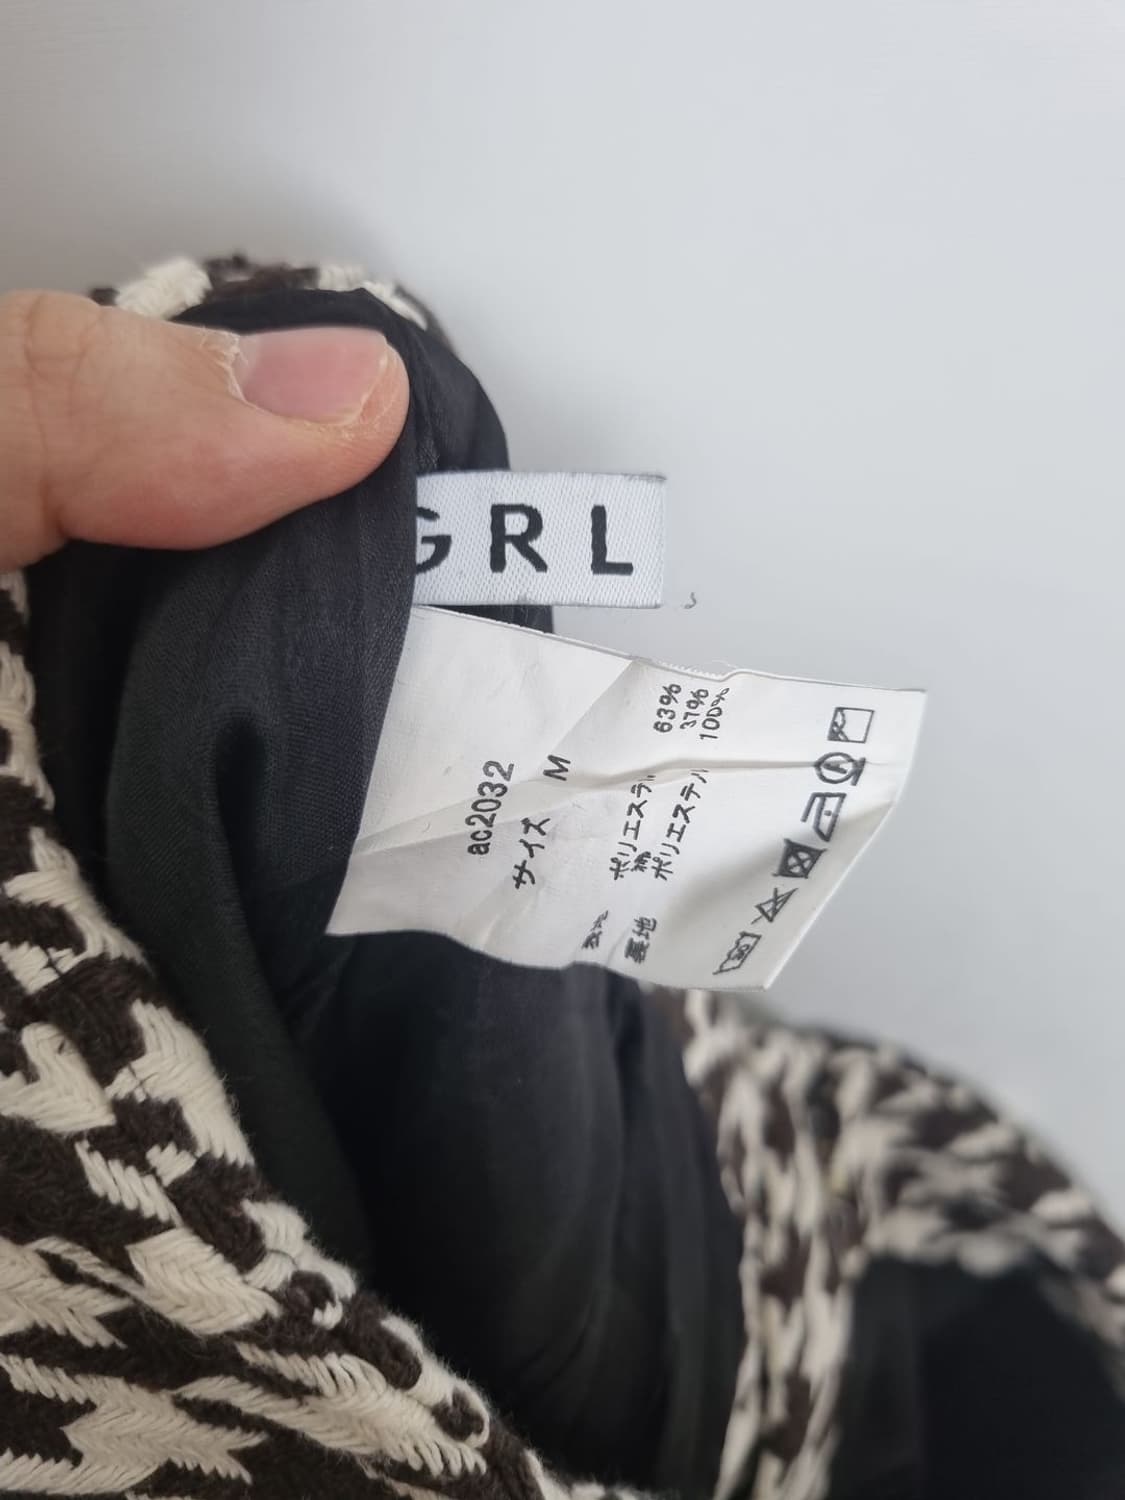 GRL
ac2032
サイズ M
表地 ポリエステル 63%
綿 37%
裏地 ポリエステル 100%